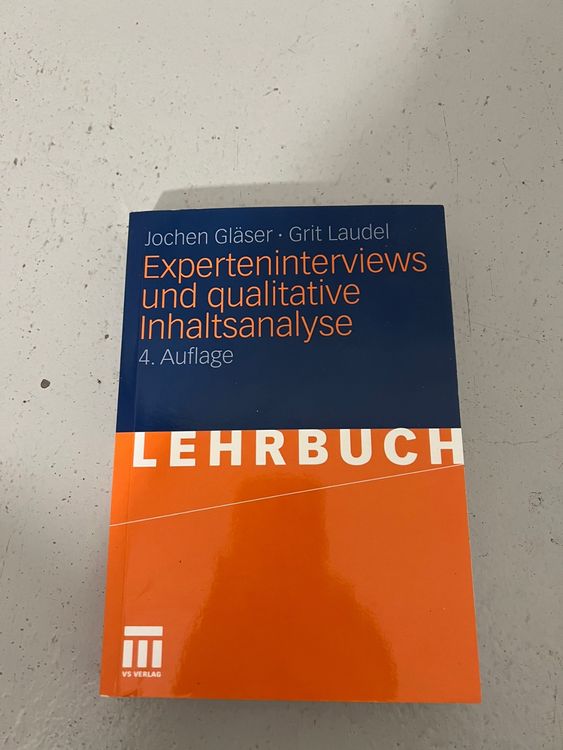 Jochen Gläser · Grit Laudel
Experteninterviews
und qualitative
Inhaltsanalyse
4. Auflage
LEHRBUCH
VS VERLAG